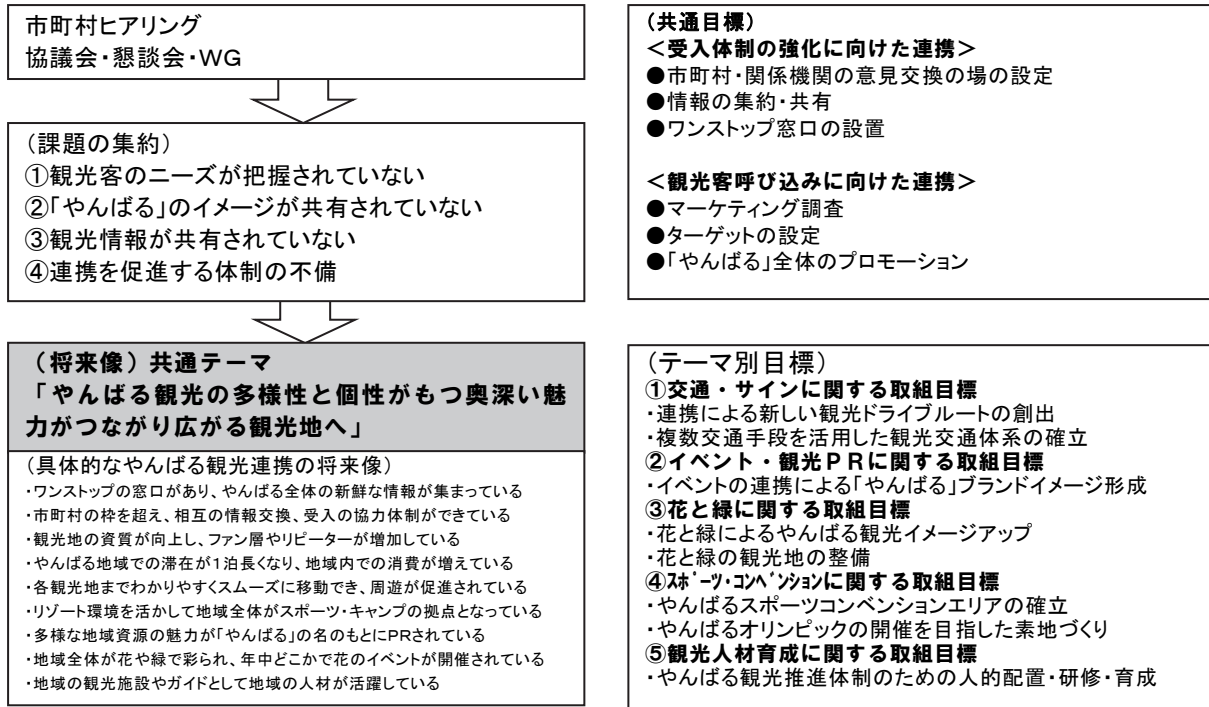 市町村ヒアリング
協議会・懇談会・WG
（課題の集約）
①観光客のニーズが把握されていない
②「やんばる」のイメージが共有されていない
③観光情報が共有されていない
④連携を促進する体制の不備
（将来像）共通テーマ
「やんばる観光の多様性と個性がもつ奥深い魅
力がつながり広がる観光地へ」
（具体的なやんばる観光連携の将来像）
・ワンストップの窓口があり、やんばる全体の新鮮な情報が集まっている
・市町村の枠を超え、相互の情報交換、受入の協力体制ができている
・観光地の資質が向上し、ファン層やリピーターが増加している
・やんばる地域での滞在が1泊長くなり、地域内での消費が増えている
・各観光地までわかりやすくスムーズに移動でき、周遊が促進されている
・リゾート環境を活かして地域全体がスポーツ・キャンプの拠点となっている
・多様な地域資源の魅力が「やんばる」の名のもとにPRされている
・地域全体が花や緑で彩られ、年中どこかで花のイベントが開催されている
・地域の観光施設やガイドとして地域の人材が活躍している
（共通目標）
＜受入体制の強化に向けた連携＞
●市町村・関係機関の意見交換の場の設定
●情報の集約・共有
●ワンストップ窓口の設置
＜観光客呼び込みに向けた連携＞
●マーケティング調査
●ターゲットの設定
●「やんばる」全体のプロモーション
（テーマ別目標）
①交通・サインに関する取組目標
・連携による新しい観光ドライブルートの創出
・複数交通手段を活用した観光交通体系の確立
②イベント・観光ＰＲに関する取組目標
・イベントの連携による「やんばる」ブランドイメージ形成
③花と緑に関する取組目標
・花と緑によるやんばる観光イメージアップ
・花と緑の観光地の整備
④ｽﾎﾟｰﾂ・ｺﾝﾍﾞﾝｼｮﾝに関する取組目標
・やんばるスポーツコンベンションエリアの確立
・やんばるオリンピックの開催を目指した素地づくり
⑤観光人材育成に関する取組目標
・やんばる観光推進体制のための人的配置・研修・育成